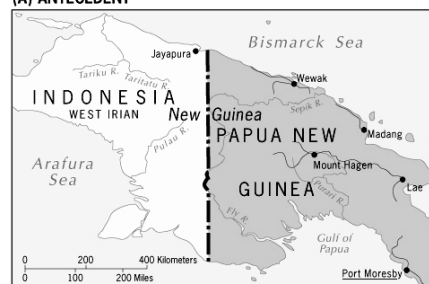 (A) ANTECEDENT
Bismarck Sea
Jayapura
Tariku R.
Taritatu R.
Wewak
INDONESIA
WEST IRIAN
New Guinea
Sepik R.
PAPUA NEW
GUINEA
Madang
Pulau R.
Mount Hagen
Arafura
Sea
Lae
Purari R.
Fly R.
Gulf of
Papua
Port Moresby
0 200 400 Kilometers
0 100 200 Miles